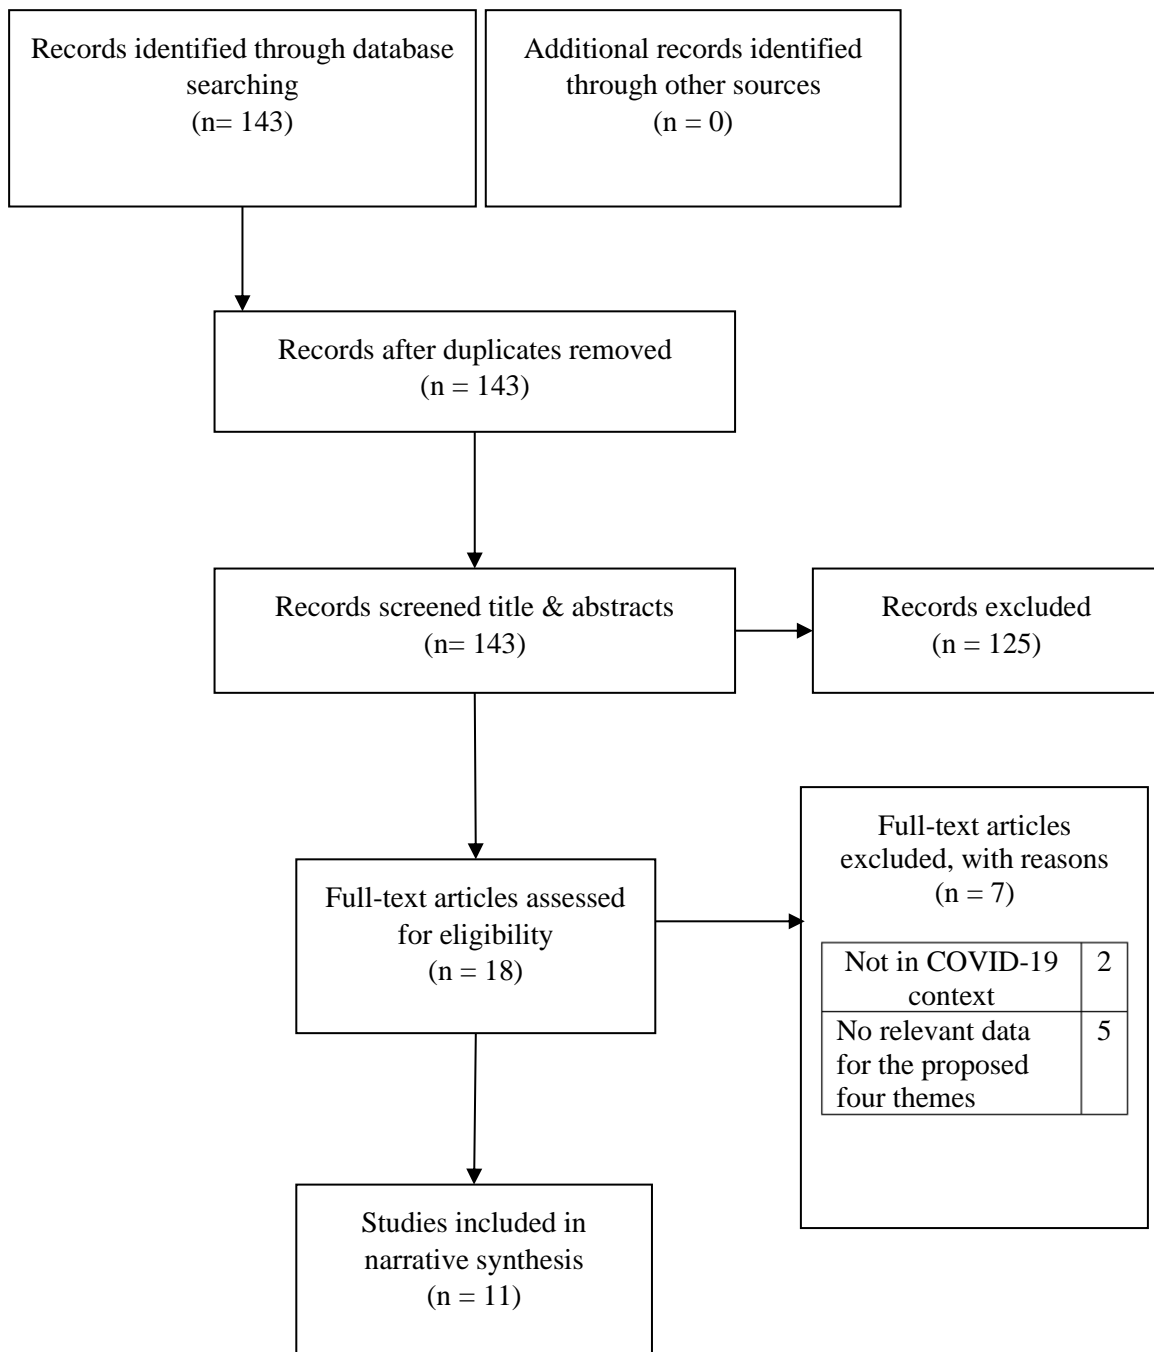 Records identified through database
searching
(n= 143)
Additional records identified
through other sources
(n = 0)
Records after duplicates removed
(n = 143)
Records screened title & abstracts
(n= 143)
Records excluded
(n = 125)
Full-text articles assessed
for eligibility
(n = 18)
Full-text articles
excluded, with reasons
(n = 7)
Not in COVID-19 2
context
No relevant data 5
for the proposed
four themes
Studies included in
narrative synthesis
(n = 11)